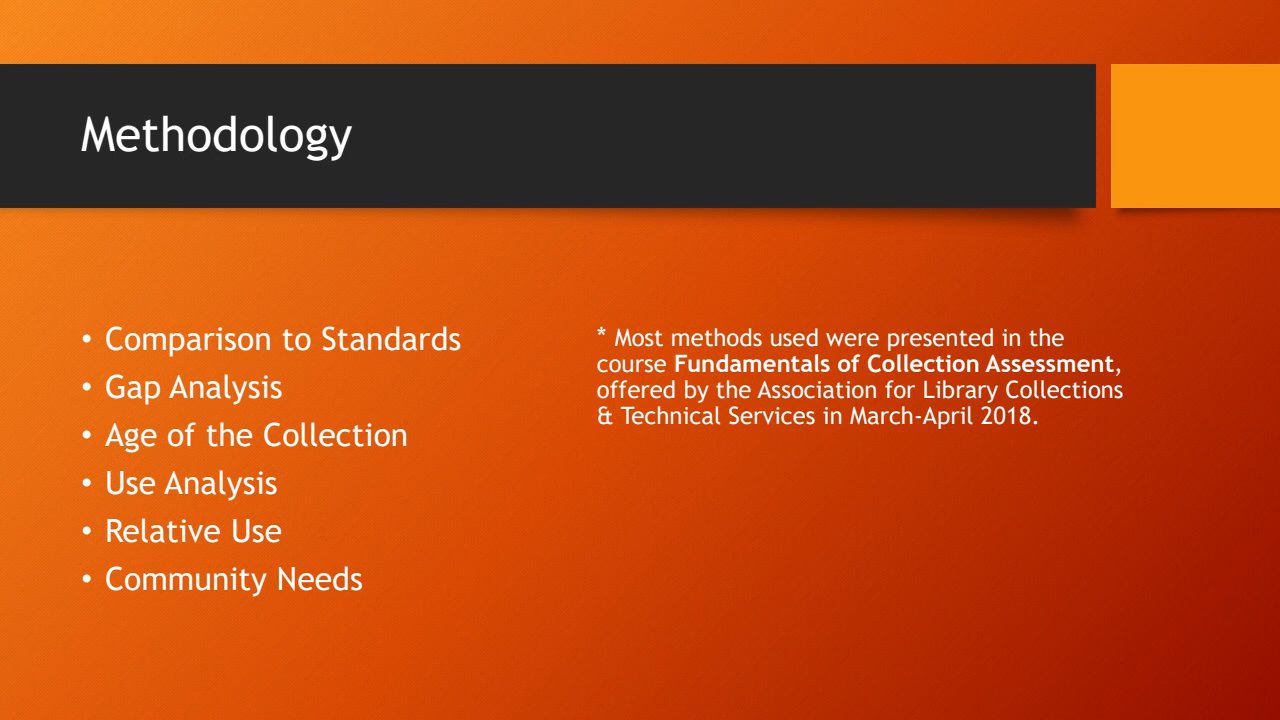 Methodology
• Comparison to Standards
• Gap Analysis
• Age of the Collection
• Use Analysis
• Relative Use
• Community Needs
* Most methods used were presented in the
course Fundamentals of Collection Assessment,
offered by the Association for Library Collections
& Technical Services in March-April 2018.